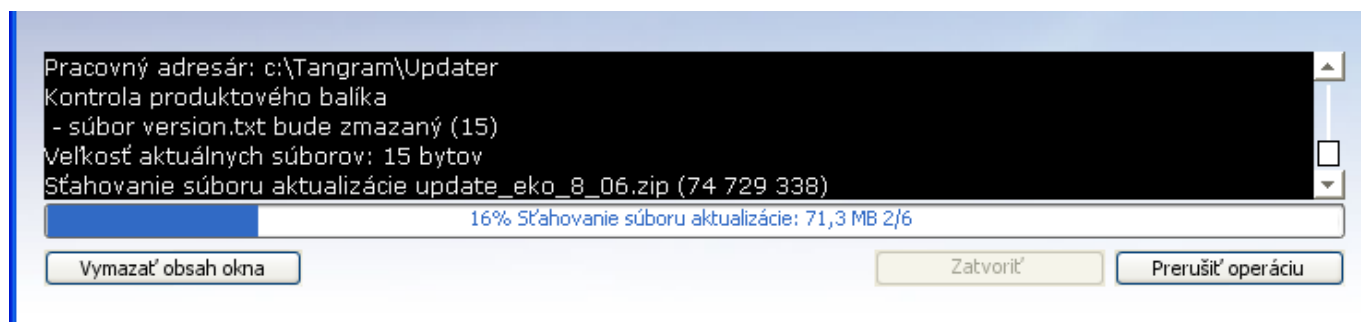 Pracovný adresár: c:\Tangram\Updater
Kontrola produktového balíka
 - súbor version.txt bude zmazaný (15)
Veľkosť aktuálnych súborov: 15 bytov
Sťahovanie súboru aktualizácie update_eko_8_06.zip (74 729 338)
16% Sťahovanie súboru aktualizácie: 71,3 MB 2/6
Vymazať obsah okna Zatvoriť Prerušiť operáciu